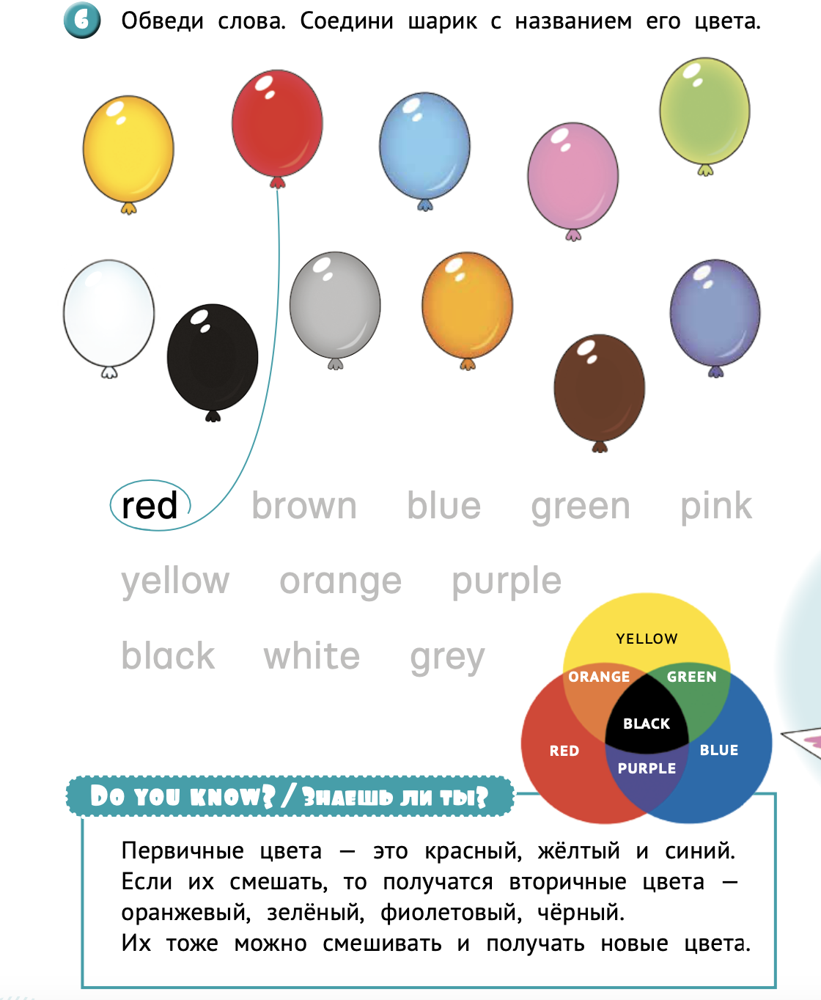 6 Обведи слова. Соедини шарик с названием его цвета.
red brown blue green pink
yellow orange purple
black white grey
YELLOW
ORANGE GREEN
BLACK
RED BLUE
PURPLE
DO YOU KNOW? / ЗНАЕШЬ ЛИ ТЫ?
Первичные цвета — это красный, жёлтый и синий.
Если их смешать, то получатся вторичные цвета —
оранжевый, зелёный, фиолетовый, чёрный.
Их тоже можно смешивать и получать новые цвета.